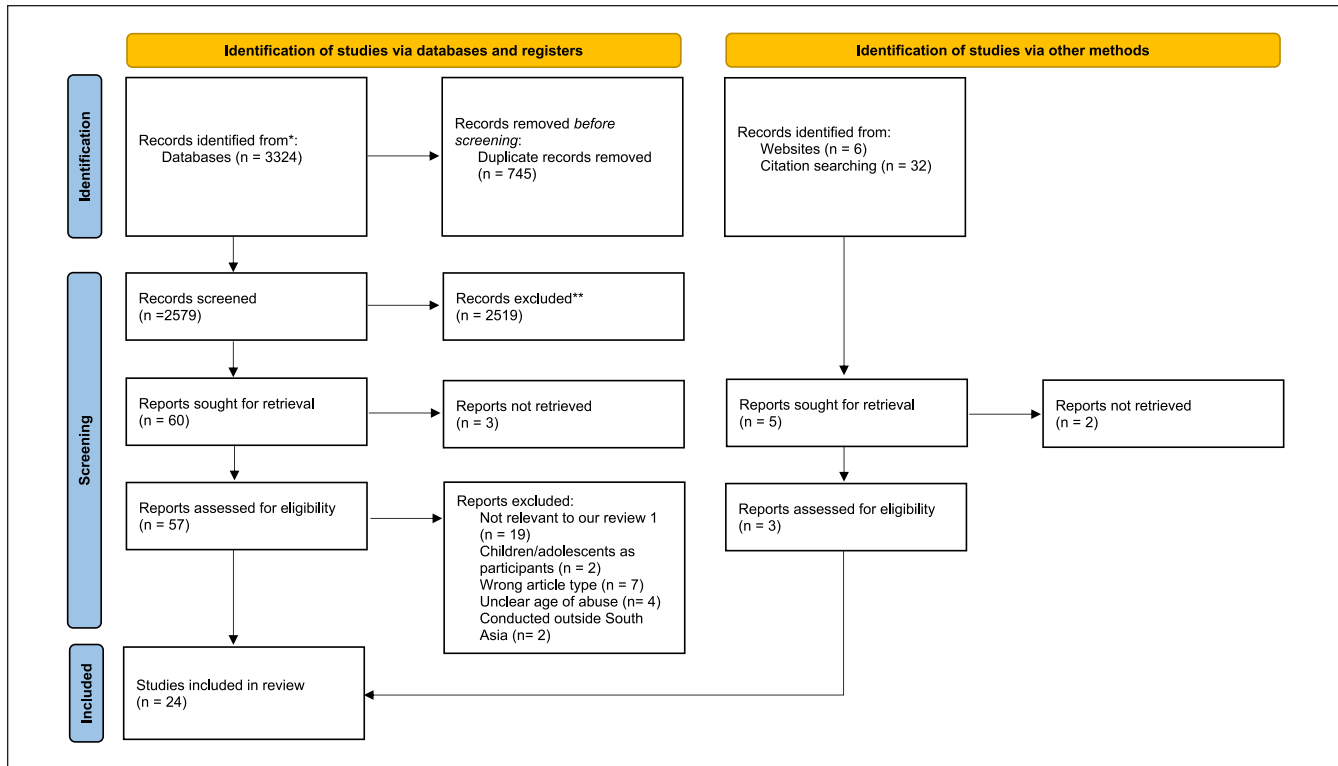 Identification of studies via databases and registers
Identification of studies via other methods
Identification
Records identified from*:
Databases (n = 3324)
Records removed before
screening:
Duplicate records removed
(n = 745)
Records identified from:
Websites (n = 6)
Citation searching (n = 32)
Screening
Records screened
(n =2579)
Records excluded**
(n = 2519)
Reports sought for retrieval
(n = 60)
Reports not retrieved
(n = 3)
Reports sought for retrieval
(n = 5)
Reports not retrieved
(n = 2)
Reports assessed for eligibility
(n = 57)
Reports excluded:
Not relevant to our review 1
(n = 19)
Children/adolescents as
participants (n = 2)
Wrong article type (n = 7)
Unclear age of abuse (n= 4)
Conducted outside South
Asia (n= 2)
Reports assessed for eligibility
(n = 3)
Included
Studies included in review
(n = 24)